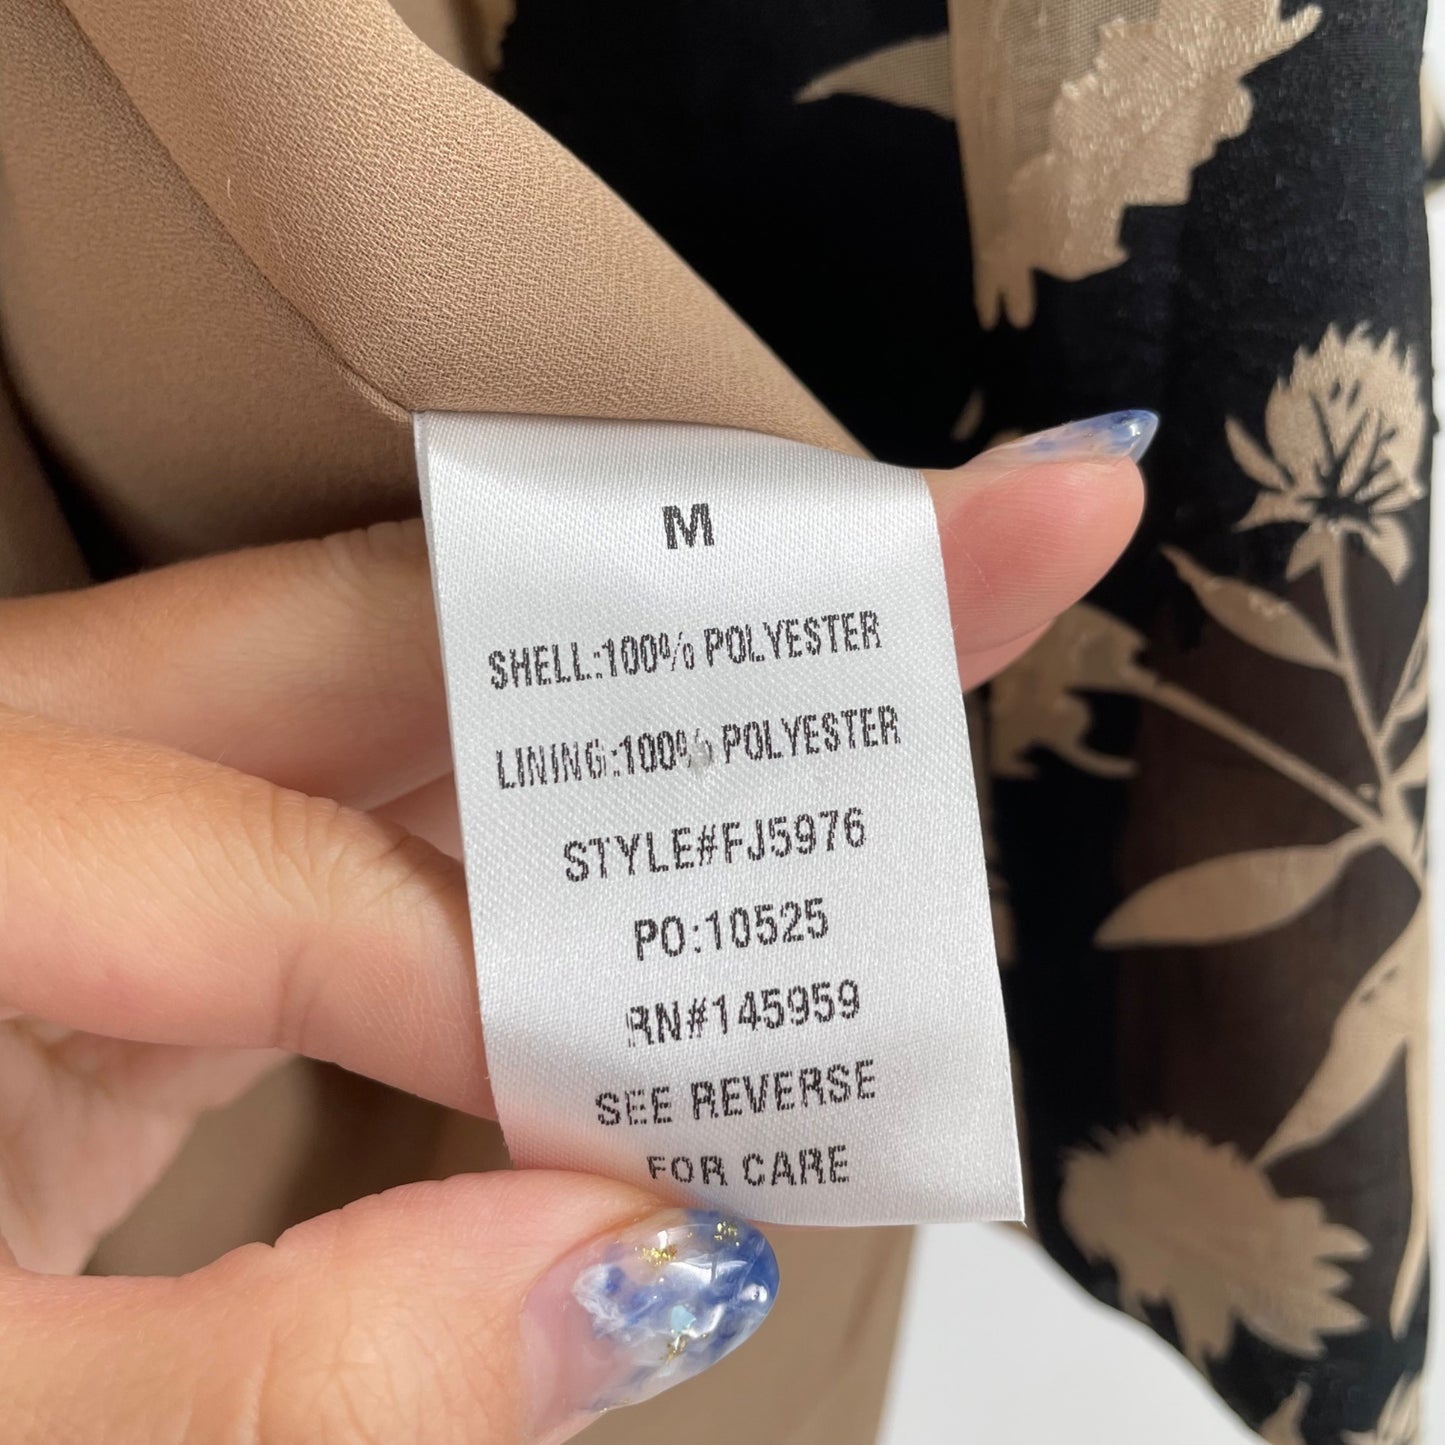 M
SHELL:100% POLYESTER
LINING:100% POLYESTER
STYLE#FJ5976
PO:10525
RN#145959
SEE REVERSE
FOR CARE